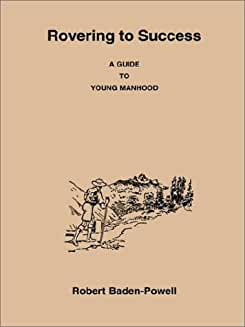 Rovering to Success
A GUIDE
TO
YOUNG MANHOOD
Robert Baden-Powell